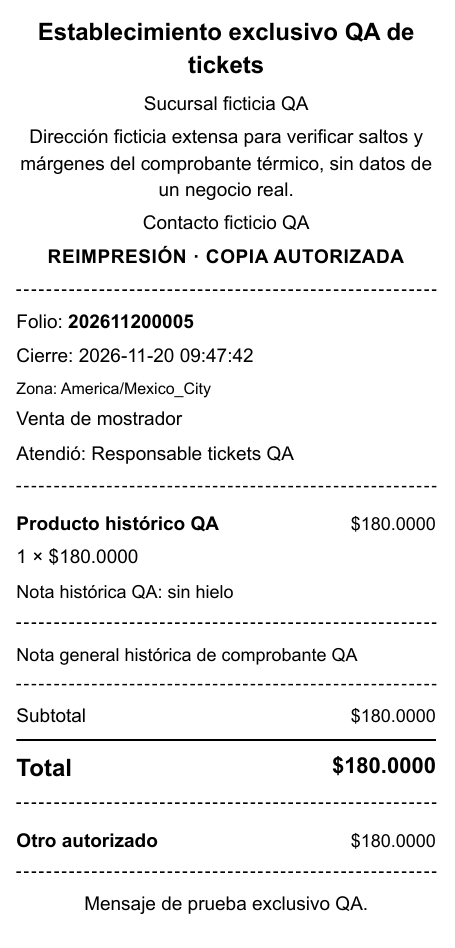 Establecimiento exclusivo QA de
tickets
Sucursal ficticia QA
Dirección ficticia extensa para verificar saltos y
márgenes del comprobante térmico, sin datos de
un negocio real.
Contacto ficticio QA
REIMPRESIÓN · COPIA AUTORIZADA
Folio: 202611200005
Cierre: 2026-11-20 09:47:42
Zona: America/Mexico_City
Venta de mostrador
Atendió: Responsable tickets QA
Producto histórico QA $180.0000
1 × $180.0000
Nota histórica QA: sin hielo
Nota general histórica de comprobante QA
Subtotal $180.0000
Total $180.0000
Otro autorizado $180.0000
Mensaje de prueba exclusivo QA.